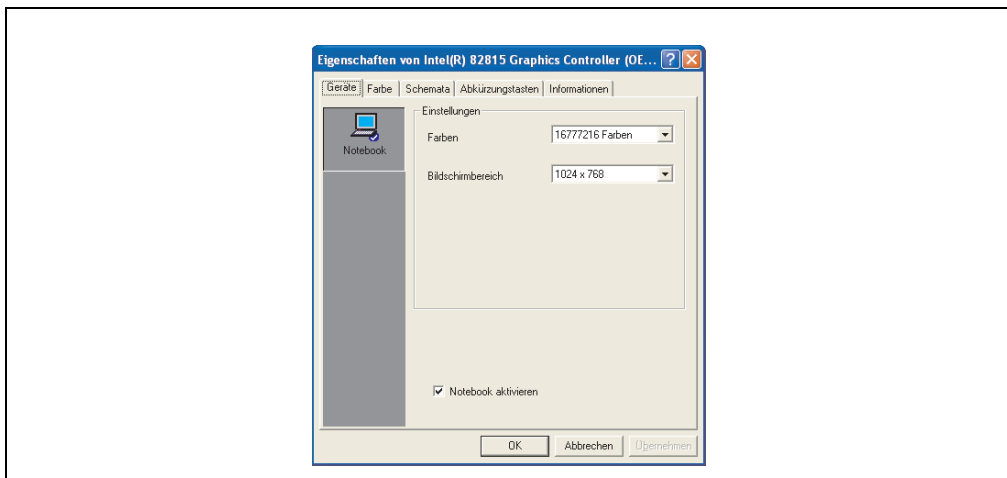 Eigenschaften von Intel(R) 82815 Graphics Controller (OE...
Geräte Farbe Schemata Abkürzungstasten Informationen
Notebook
Einstellungen
Farben 16777216 Farben
Bildschirmbereich 1024 x 768
Notebook aktivieren
OK Abbrechen Übernehmen